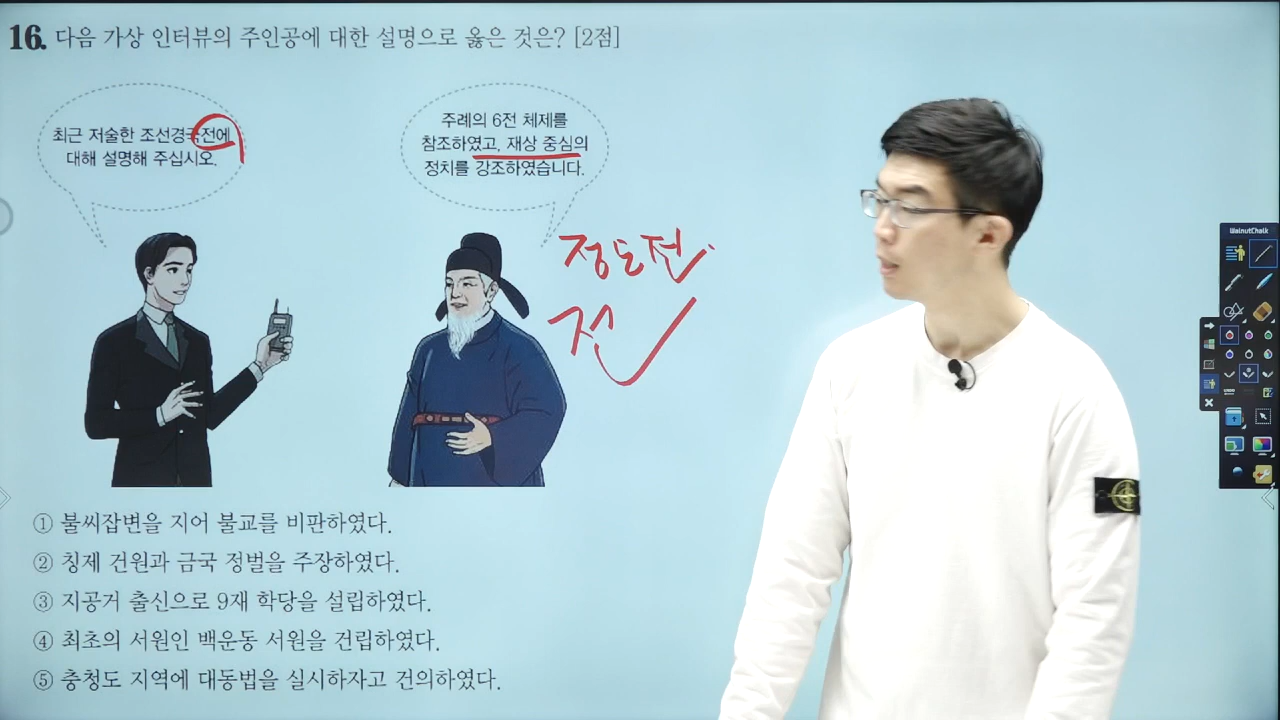 16. 다음 가상 인터뷰의 주인공에 대한 설명으로 옳은 것은? [2점]
최근 저술한 조선경국전에
대해 설명해 주십시오.
주례의 6전 체제를
참조하였고, 재상 중심의
정치를 강조하였습니다.
정도전
전
WalnutChalk
① 불씨잡변을 지어 불교를 비판하였다.
② 칭제 건원과 금국 정벌을 주장하였다.
③ 지공거 출신으로 9재 학당을 설립하였다.
④ 최초의 서원인 백운동 서원을 건립하였다.
⑤ 충청도 지역에 대동법을 실시하자고 건의하였다.